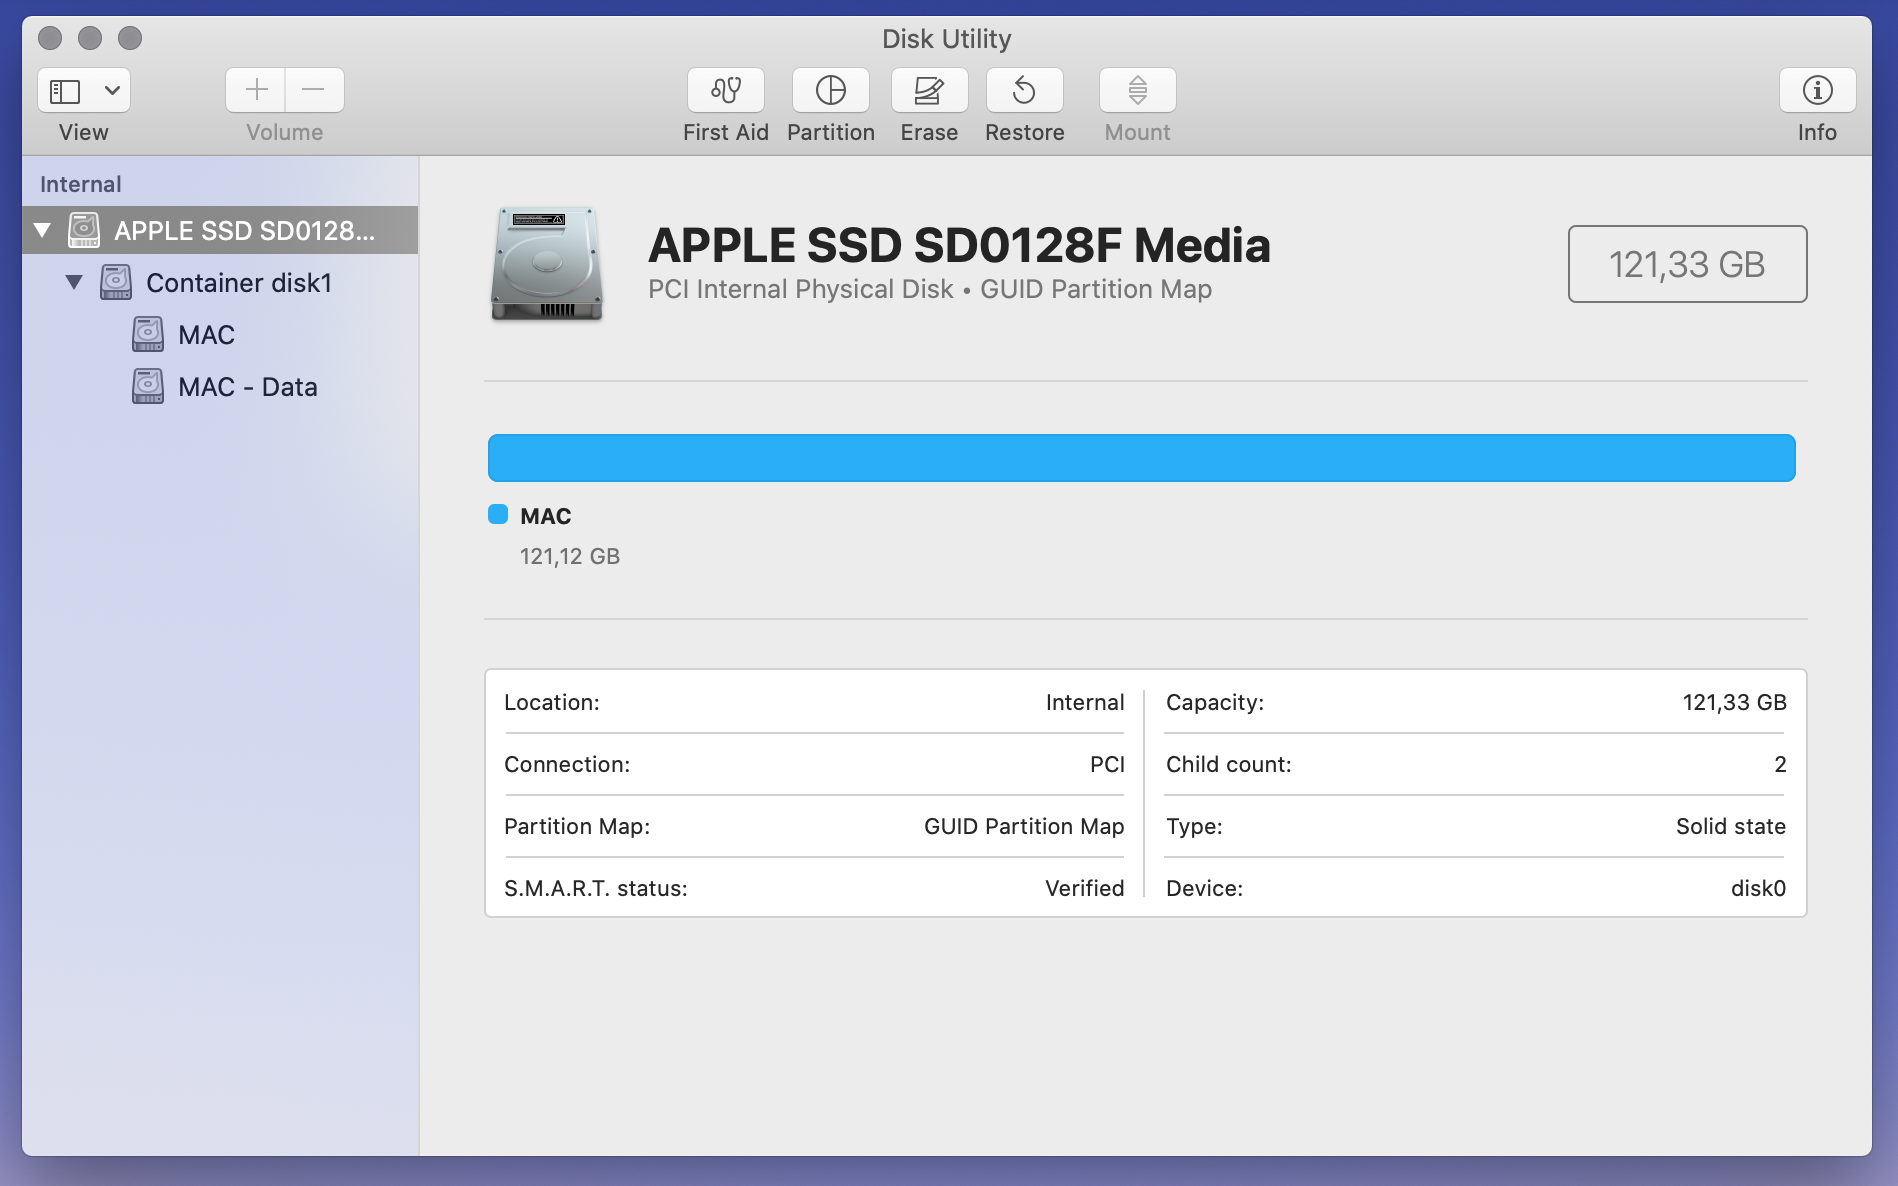 Disk Utility
View
Volume
First Aid
Partition
Erase
Restore
Mount
Info
Internal
APPLE SSD SD0128...
Container disk1
MAC
MAC - Data
APPLE SSD SD0128F Media
PCI Internal Physical Disk • GUID Partition Map
121,33 GB
MAC
121,12 GB
Location: Internal
Connection: PCI
Partition Map: GUID Partition Map
S.M.A.R.T. status: Verified
Capacity: 121,33 GB
Child count: 2
Type: Solid state
Device: disk0